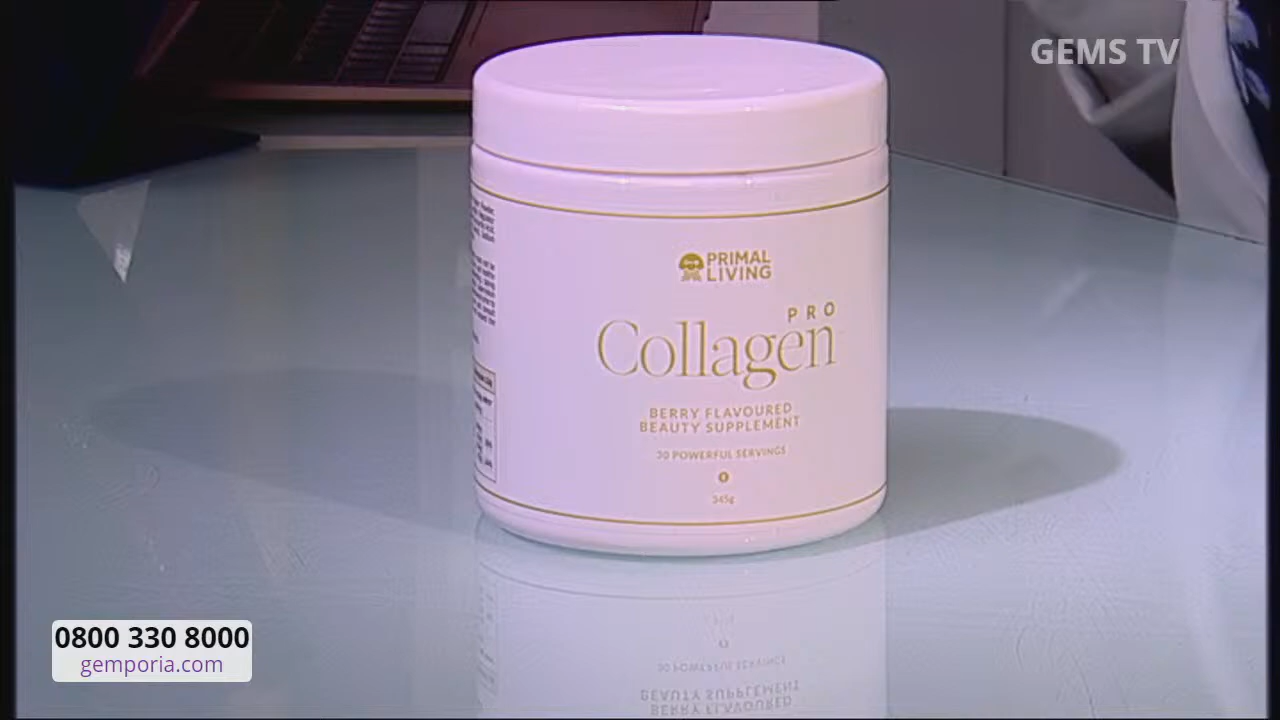 GEMS TV
PRIMAL
LIVING
PRO
Collagen
BERRY FLAVOURED
BEAUTY SUPPLEMENT
30 POWERFUL SERVINGS
345g
0800 330 8000
gemporia.com